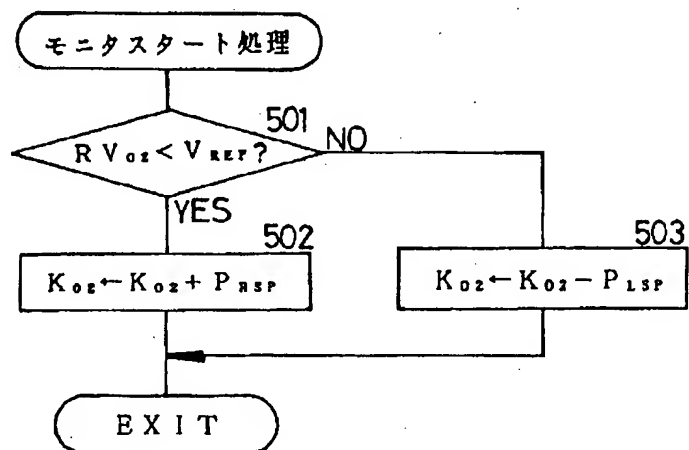 モニタスタート処理
501
RVO2<VREF?
NO
YES
502
503
KO2←KO2+PRSP
KO2←KO2−PLSP
EXIT